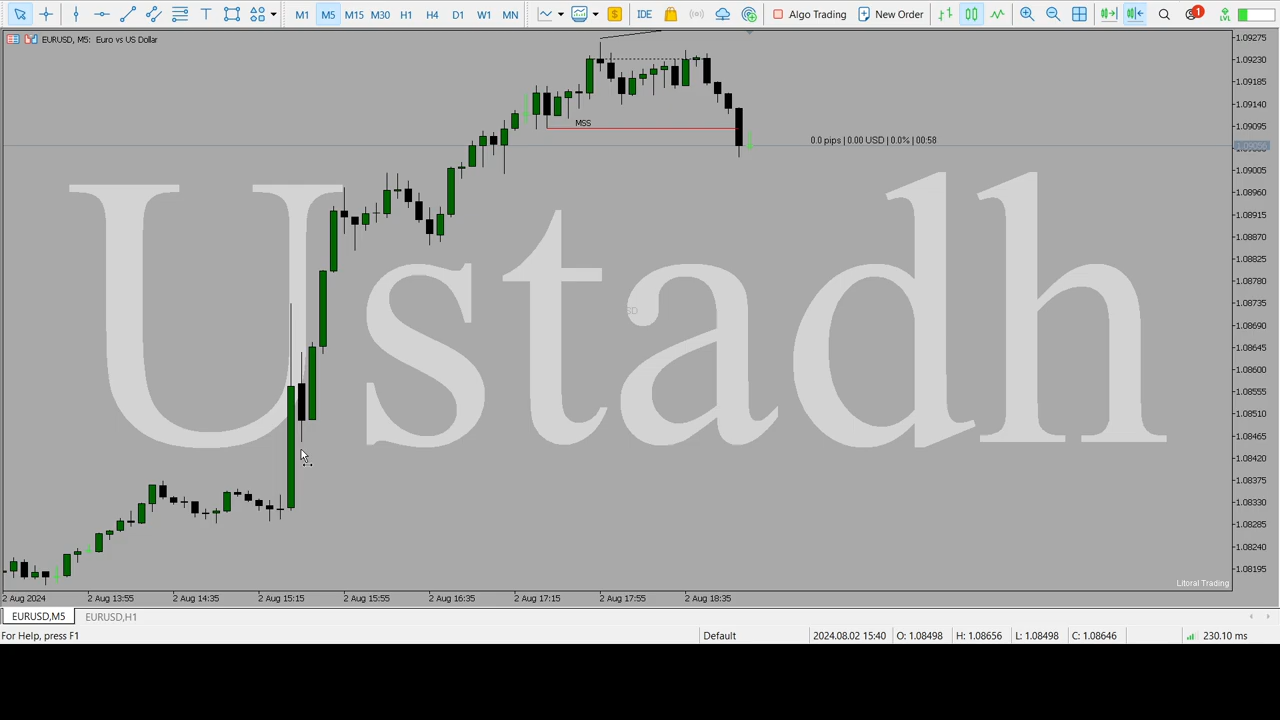 M1 M5 M15 M30 H1 H4 D1 W1 MN IDE Algo Trading New Order 1 LVL
EURUSD, M5: Euro vs US Dollar
MSS
0.0 pips | 0.00 USD | 0.0% | 00:58
Ustadh
1.09275
1.09230
1.09185
1.09140
1.09095
1.09056
1.09005
1.08960
1.08915
1.08870
1.08825
1.08780
1.08735
1.08690
1.08645
1.08600
1.08555
1.08510
1.08465
1.08420
1.08375
1.08330
1.08285
1.08240
1.08195
Litoral Trading
2 Aug 2024 2 Aug 13:55 2 Aug 14:35 2 Aug 15:15 2 Aug 15:55 2 Aug 16:35 2 Aug 17:15 2 Aug 17:55 2 Aug 18:35
EURUSD,M5 EURUSD,H1
For Help, press F1 Default 2024.08.02 15:40 O: 1.08498 H: 1.08656 L: 1.08498 C: 1.08646 230.10 ms